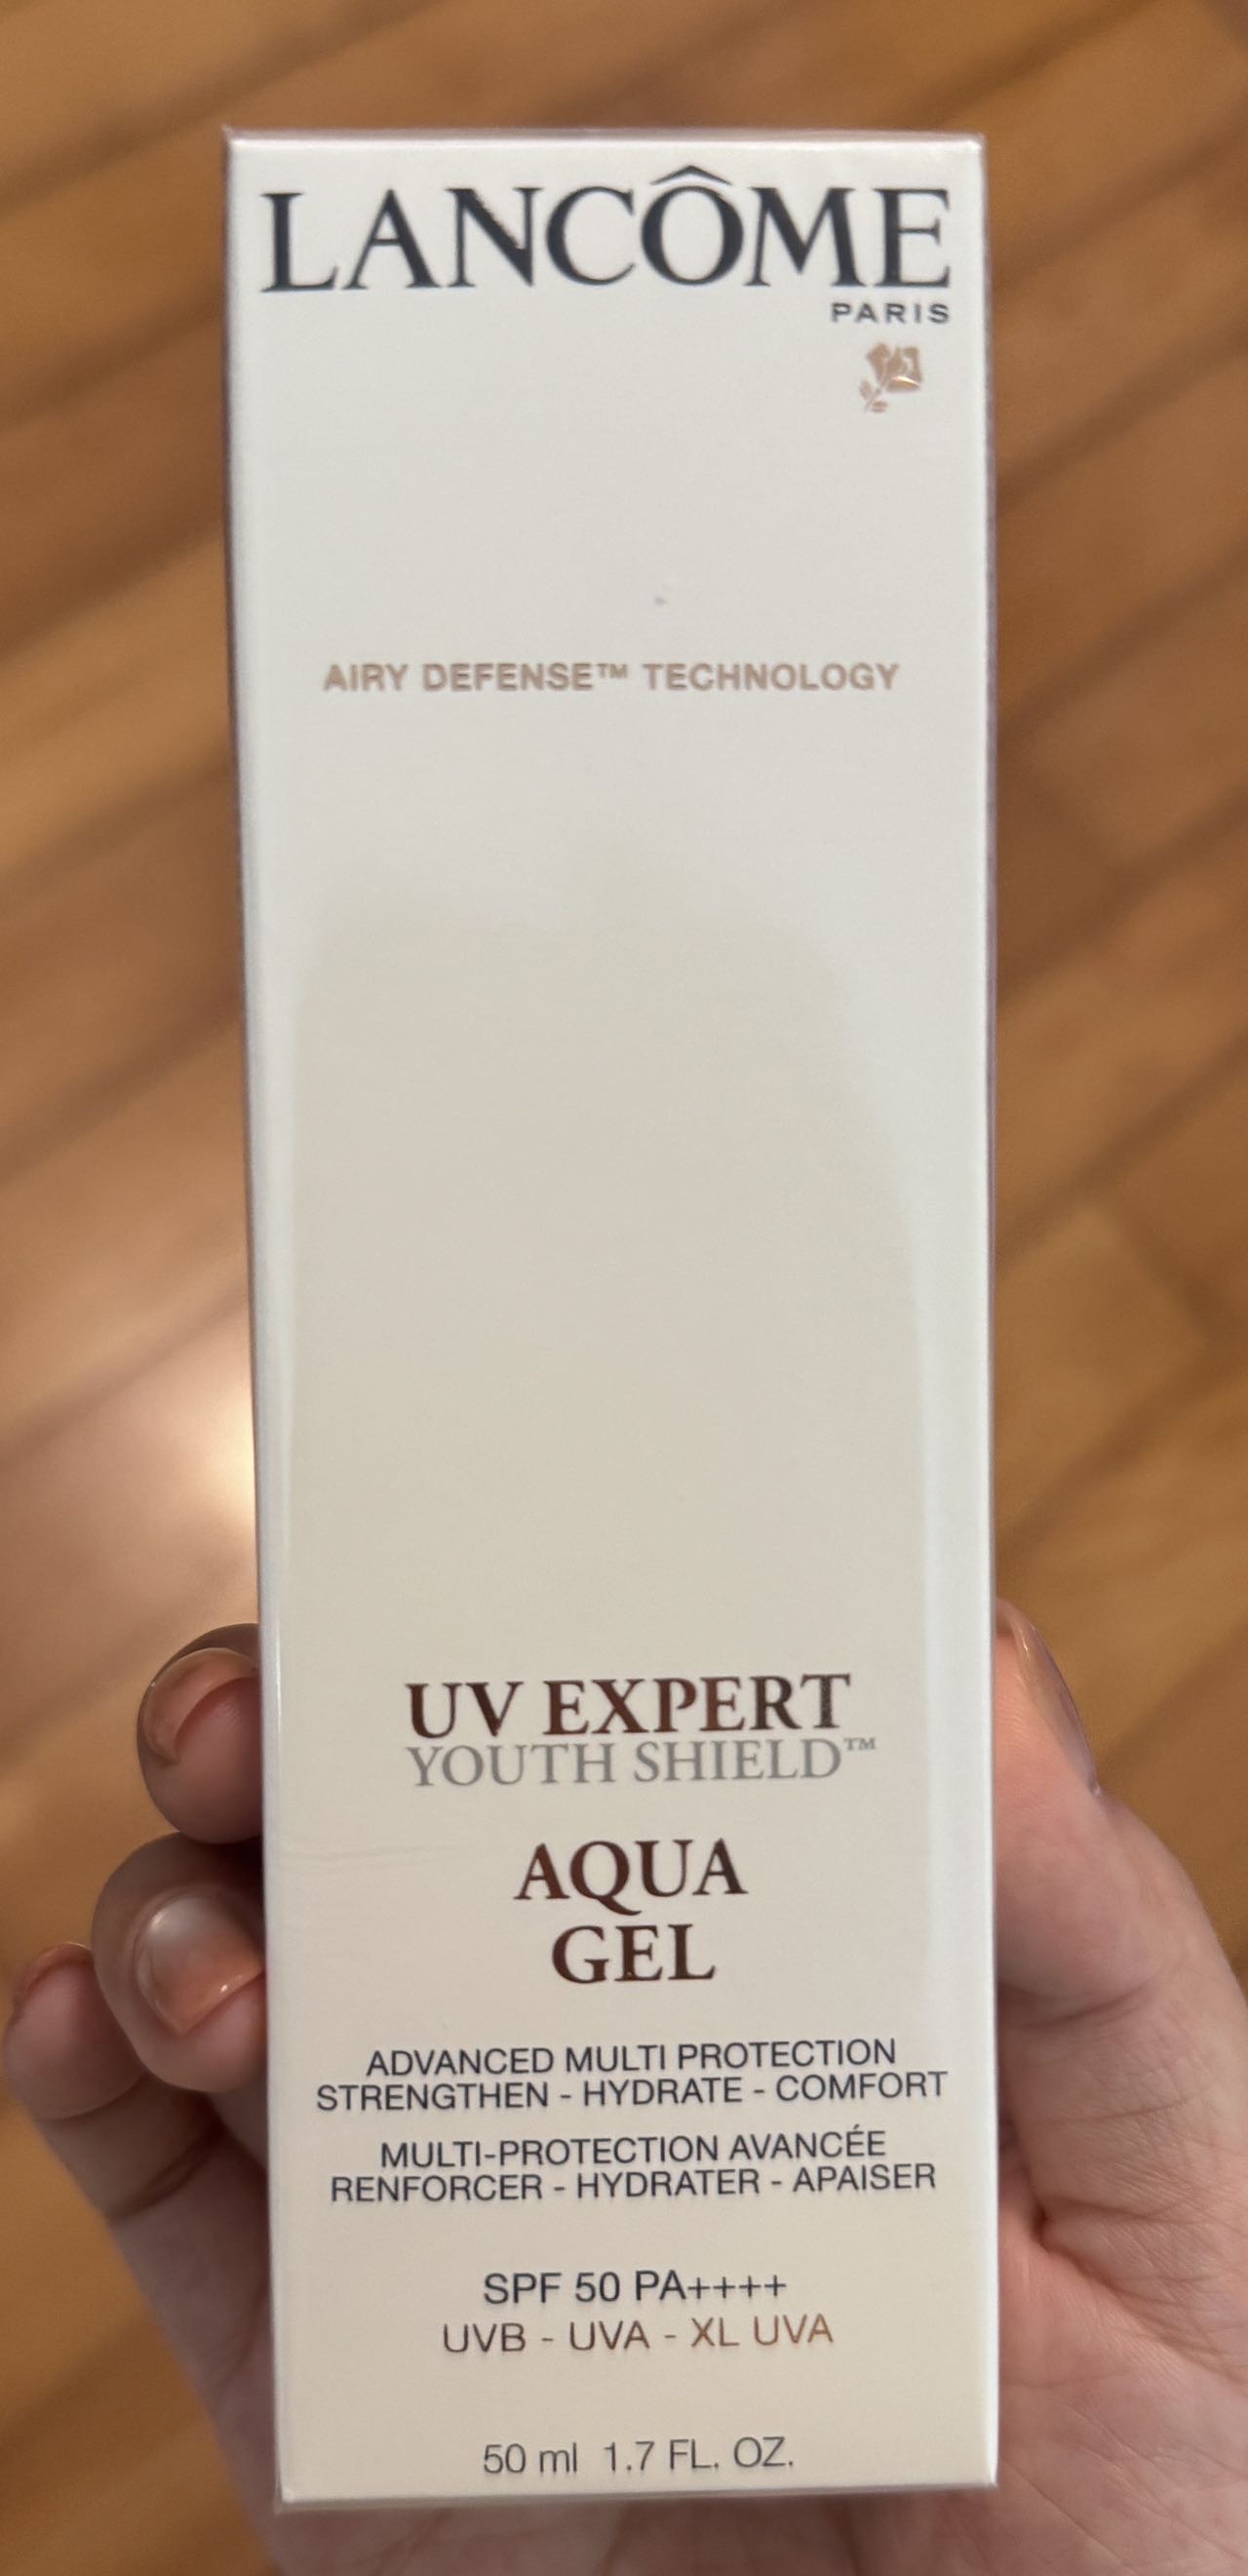 LANCÔME
PARIS
AIRY DEFENSE™ TECHNOLOGY
UV EXPERT
YOUTH SHIELD™
AQUA
GEL
ADVANCED MULTI PROTECTION
STRENGTHEN - HYDRATE - COMFORT
MULTI-PROTECTION AVANCÉE
RENFORCER - HYDRATER - APAISER
SPF 50 PA++++
UVB - UVA - XL UVA
50 ml 1.7 FL. OZ.